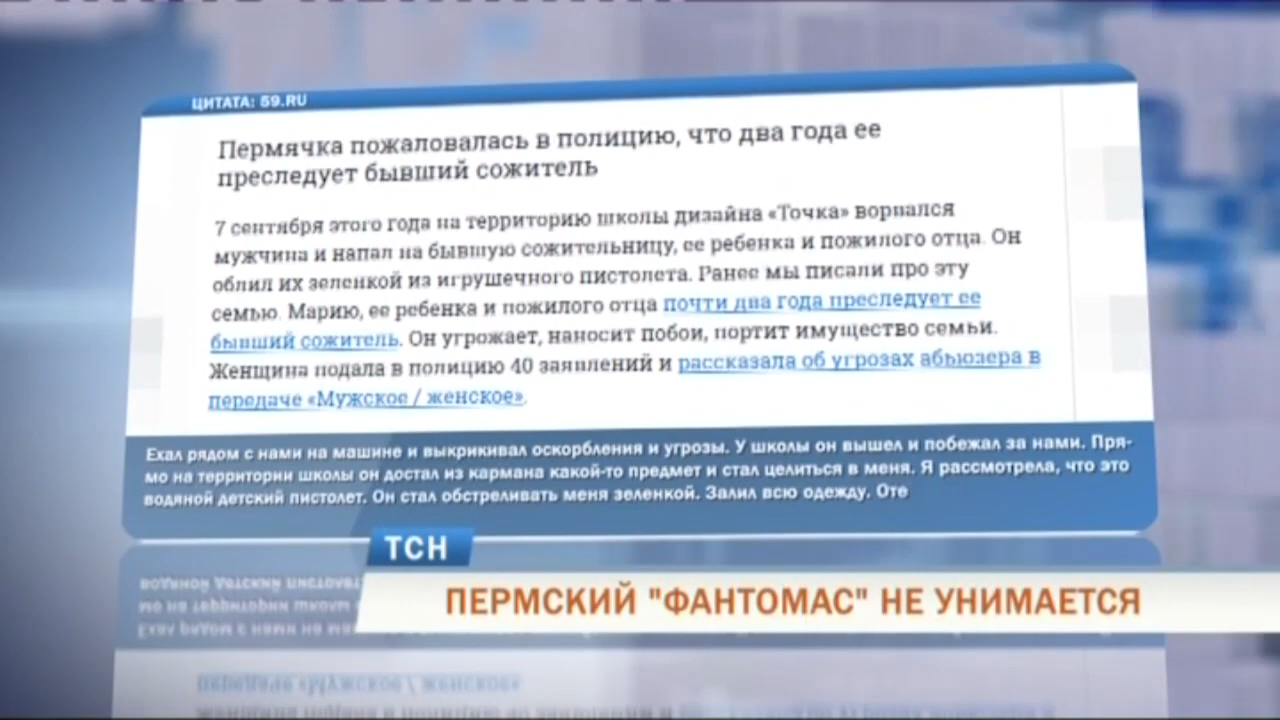 ЦИТАТА: 59.RU
Пермячка пожаловалась в полицию, что два года ее
преследует бывший сожитель
7 сентября этого года на территорию школы дизайна «Точка» ворвался
мужчина и напал на бывшую сожительницу, ее ребенка и пожилого отца. Он
облил их зеленкой из игрушечного пистолета. Ранее мы писали про эту
семью. Марию, ее ребенка и пожилого отца почти два года преследует ее
бывший сожитель. Он угрожает, наносит побои, портит имущество семьи.
Женщина подала в полицию 40 заявлений и рассказала об угрозах абьюзера в
передаче «Мужское / женское».
Ехал рядом с нами на машине и выкрикивал оскорбления и угрозы. У школы он вышел и побежал за нами. Пря-
мо на территории школы он достал из кармана какой-то предмет и стал целиться в меня. Я рассмотрела, что это
водяной детский пистолет. Он стал обстреливать меня зеленкой. Залил всю одежду. Оте
ТСН
ПЕРМСКИЙ "ФАНТОМАС" НЕ УНИМАЕТСЯ